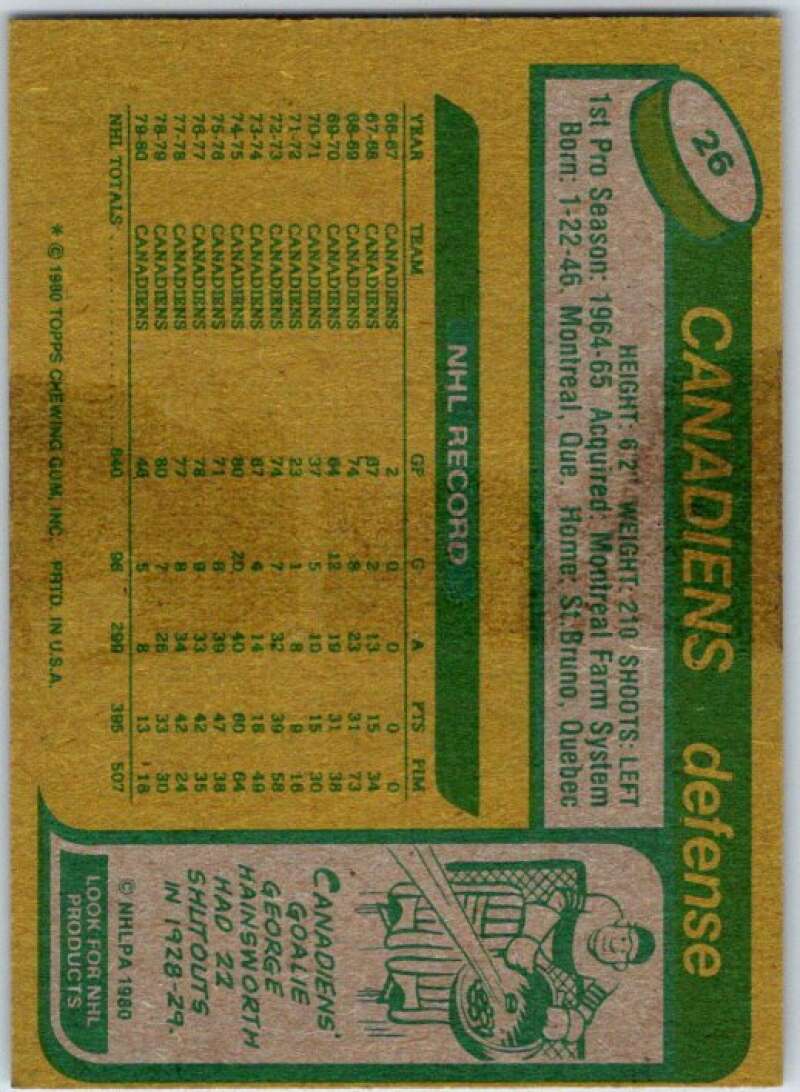 26
CANADIENS defense
HEIGHT: 6'2" WEIGHT: 210 SHOOTS: LEFT
1st Pro Season: 1964-65 Acquired: Montreal Farm System
Born: 1-22-46, Montreal, Que. Home: St. Bruno, Quebec
NHL RECORD
YEAR TEAM GP G A PTS PIM
66-67 CANADIENS 2 0 0 0 0
67-68 CANADIENS 67 2 13 15 34
68-69 CANADIENS 74 8 23 31 73
69-70 CANADIENS 64 12 19 31 38
70-71 CANADIENS 37 5 10 15 30
71-72 CANADIENS 23 1 8 9 16
72-73 CANADIENS 74 7 32 39 58
73-74 CANADIENS 67 4 14 18 49
74-75 CANADIENS 80 20 40 60 64
75-76 CANADIENS 71 8 39 47 38
76-77 CANADIENS 78 9 33 42 35
77-78 CANADIENS 77 8 34 42 24
78-79 CANADIENS 80 7 26 33 30
79-80 CANADIENS 46 5 8 13 18
NHL TOTALS 840 96 299 395 507
* © 1980 TOPPS CHEWING GUM, INC. PRTD. IN U.S.A.
CANADIENS'
GOALIE
GEORGE
HAINSWORTH
HAD 22
SHUTOUTS
IN 1928-29.
© NHLPA 1980
LOOK FOR NHL
PRODUCTS